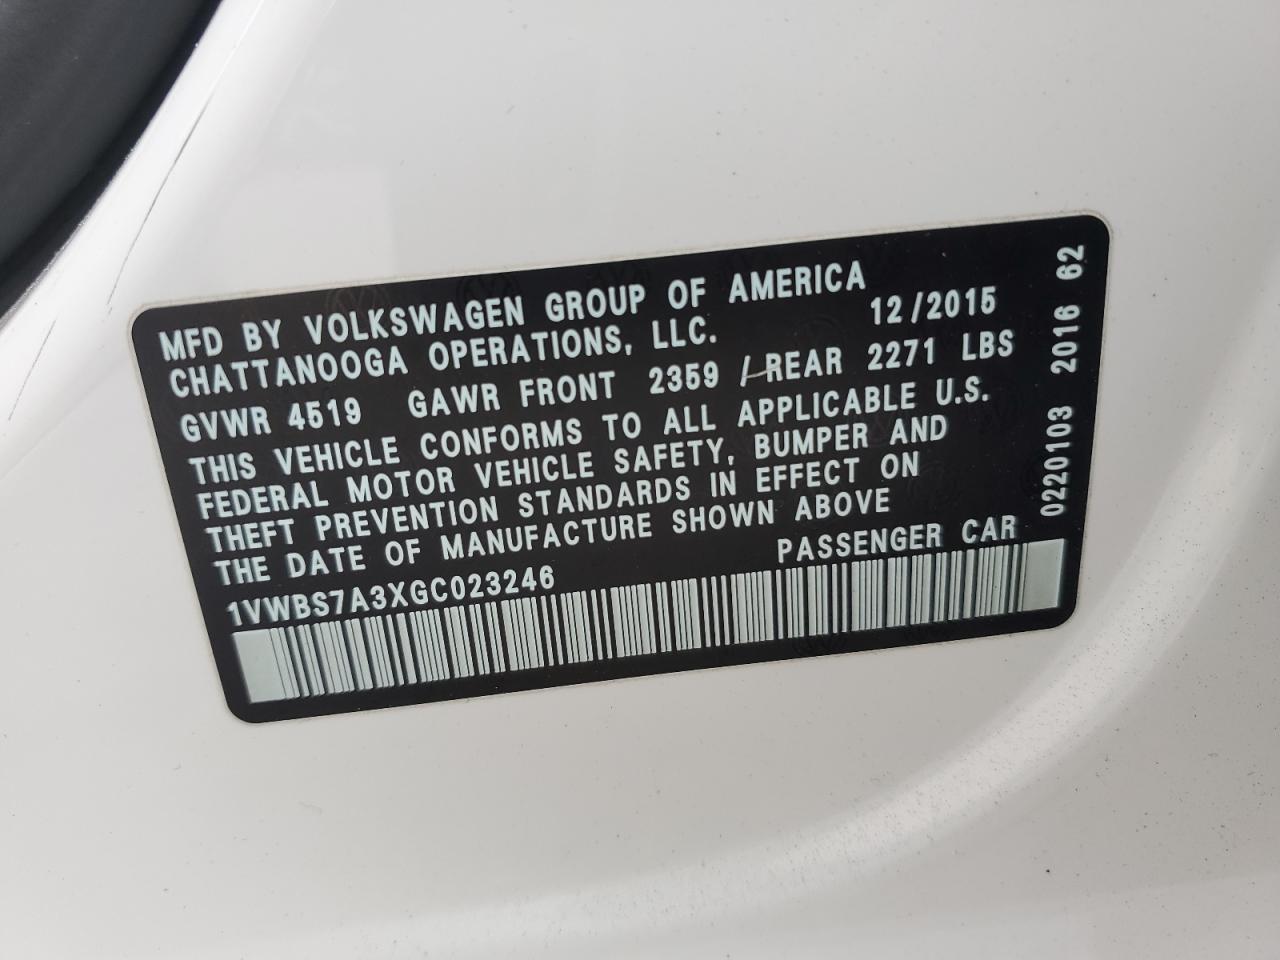 MFD BY VOLKSWAGEN GROUP OF AMERICA
CHATTANOOGA OPERATIONS, LLC. 12/2015
GVWR 4519 GAWR FRONT 2359 / REAR 2271 LBS
THIS VEHICLE CONFORMS TO ALL APPLICABLE U.S.
FEDERAL MOTOR VEHICLE SAFETY, BUMPER AND
THEFT PREVENTION STANDARDS IN EFFECT ON
THE DATE OF MANUFACTURE SHOWN ABOVE
1VWBS7A3XGC023246 PASSENGER CAR
0220103 2016 62